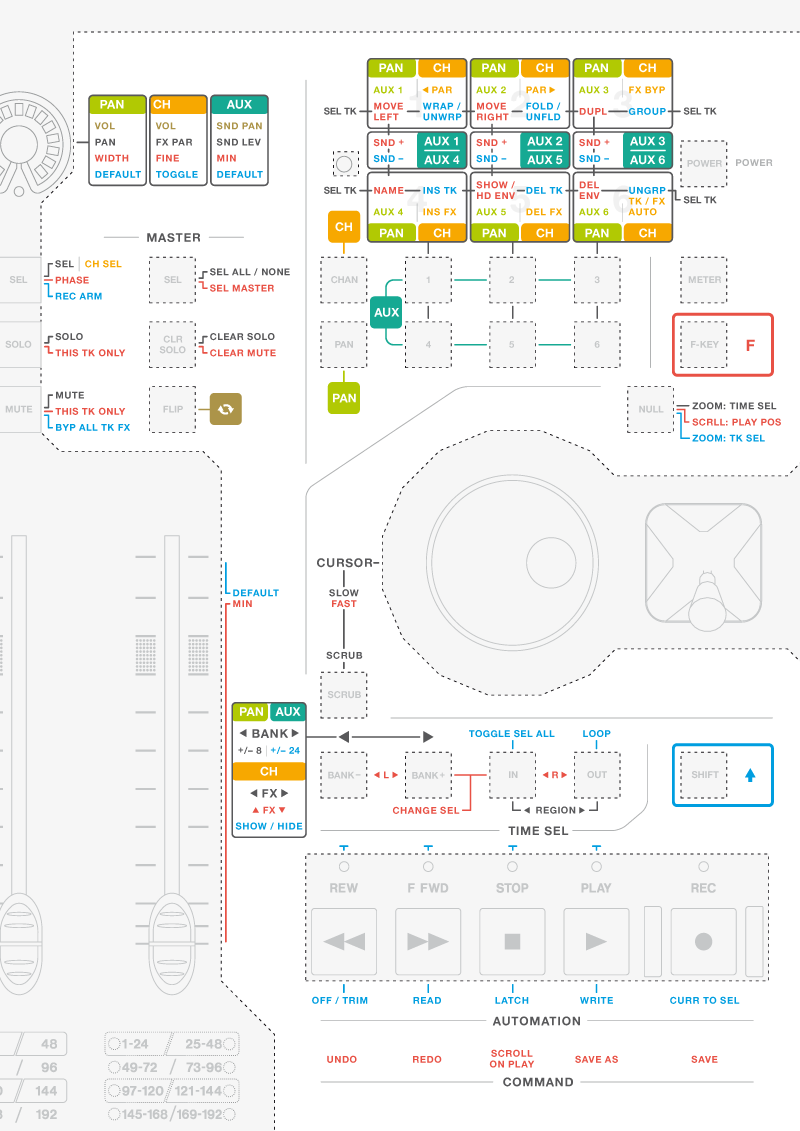 PAN CH PAN CH PAN CH
AUX 1 ◀ PAR AUX 2 PAR ▶ AUX 3 FX BYP
SEL TK MOVE LEFT WRAP / UNWRP MOVE RIGHT FOLD / UNFLD DUPL GROUP SEL TK
SND + AUX 1 SND + AUX 2 SND + AUX 3
SND – AUX 4 SND – AUX 5 SND – AUX 6
SEL TK NAME INS TK SHOW / HD ENV DEL TK DEL ENV UNGRP SEL TK
TK / FX AUTO
AUX 4 INS FX AUX 5 DEL FX AUX 6
4 5 6
PAN CH PAN CH PAN CH
POWER POWER
PAN CH AUX
VOL VOL SND PAN
PAN FX PAR SND LEV
WIDTH FINE MIN
DEFAULT TOGGLE DEFAULT
MASTER
CH
SEL SEL CH SEL
PHASE
REC ARM
SEL SEL ALL / NONE
SEL MASTER
CHAN 1 2 3 METER
AUX
SOLO SOLO
THIS TK ONLY
CLR SOLO CLEAR SOLO
CLEAR MUTE
PAN 4 5 6 F-KEY F
MUTE MUTE
THIS TK ONLY
BYP ALL TK FX
FLIP
PAN
NULL ZOOM: TIME SEL
SCRLL: PLAY POS
ZOOM: TK SEL
CURSOR
SLOW
FAST
SCRUB
SCRUB
DEFAULT
MIN
PAN AUX
◀ BANK ▶
+/– 8 +/– 24
CH
◀ FX ▶
▲ FX ▼
SHOW / HIDE
TOGGLE SEL ALL LOOP
BANK– ◀ L ▶ BANK+ IN ◀ R ▶ OUT SHIFT
CHANGE SEL ◀ REGION ▶
TIME SEL
REW F FWD STOP PLAY REC
OFF / TRIM READ LATCH WRITE CURR TO SEL
AUTOMATION
UNDO REDO SCROLL ON PLAY SAVE AS SAVE
COMMAND
/ 48 1-24 / 25-48
/ 96 49-72 / 73-96
/ 144 97-120 / 121-144
/ 192 145-168 / 169-192